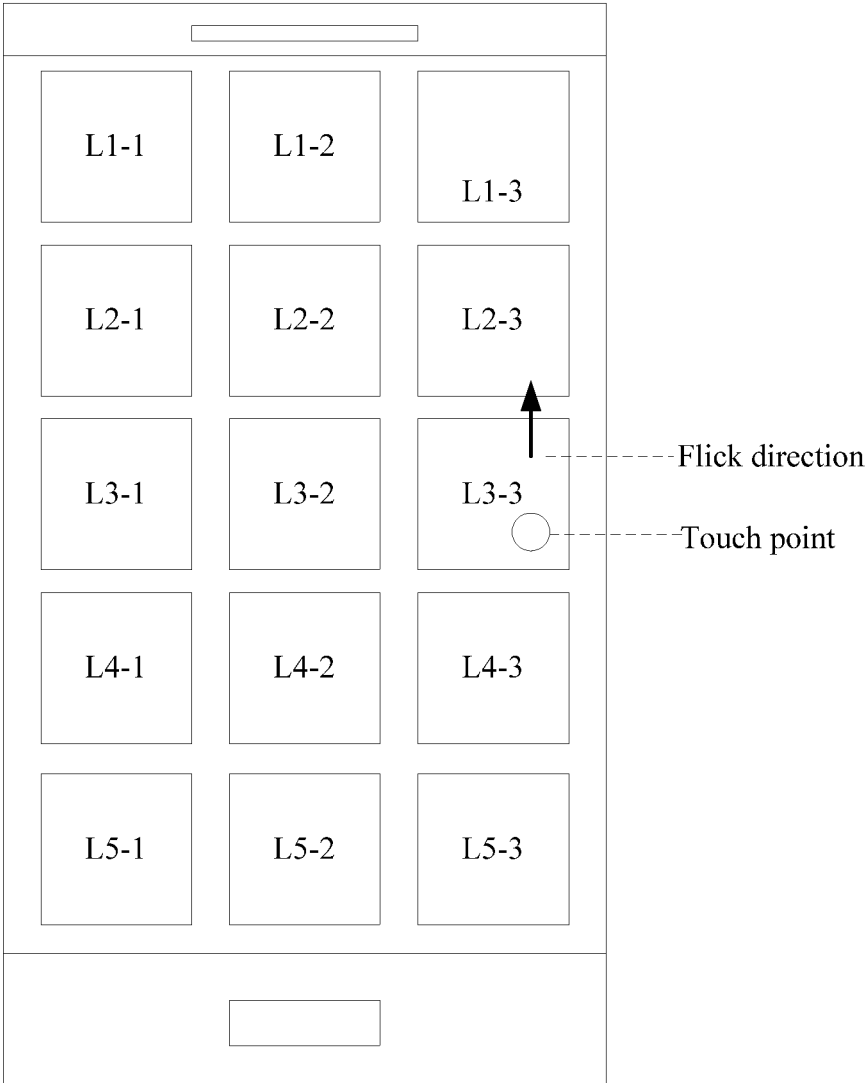 L1-1
L1-2
L1-3
L2-1
L2-2
L2-3
L3-1
L3-2
L3-3
Flick direction
Touch point
L4-1
L4-2
L4-3
L5-1
L5-2
L5-3